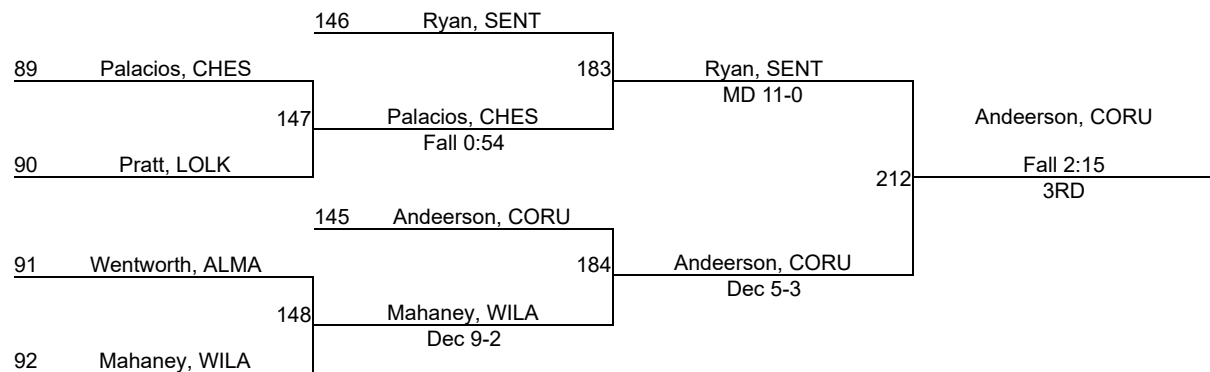 146 Ryan, SENT
89 Palacios, CHES
183 Ryan, SENT
MD 11-0
147 Palacios, CHES
Fall 0:54
Andeerson, CORU
90 Pratt, LOLK
212 Fall 2:15
3RD
145 Andeerson, CORU
91 Wentworth, ALMA
184 Andeerson, CORU
Dec 5-3
148 Mahaney, WILA
Dec 9-2
92 Mahaney, WILA